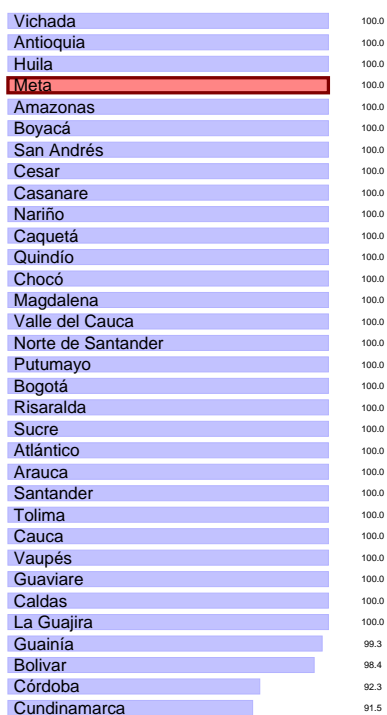 Vichada 100.0
Antioquia 100.0
Huila 100.0
Meta 100.0
Amazonas 100.0
Boyacá 100.0
San Andrés 100.0
Cesar 100.0
Casanare 100.0
Nariño 100.0
Caquetá 100.0
Quindío 100.0
Chocó 100.0
Magdalena 100.0
Valle del Cauca 100.0
Norte de Santander 100.0
Putumayo 100.0
Bogotá 100.0
Risaralda 100.0
Sucre 100.0
Atlántico 100.0
Arauca 100.0
Santander 100.0
Tolima 100.0
Cauca 100.0
Vaupés 100.0
Guaviare 100.0
Caldas 100.0
La Guajira 100.0
Guainía 99.3
Bolivar 98.4
Córdoba 92.3
Cundinamarca 91.5